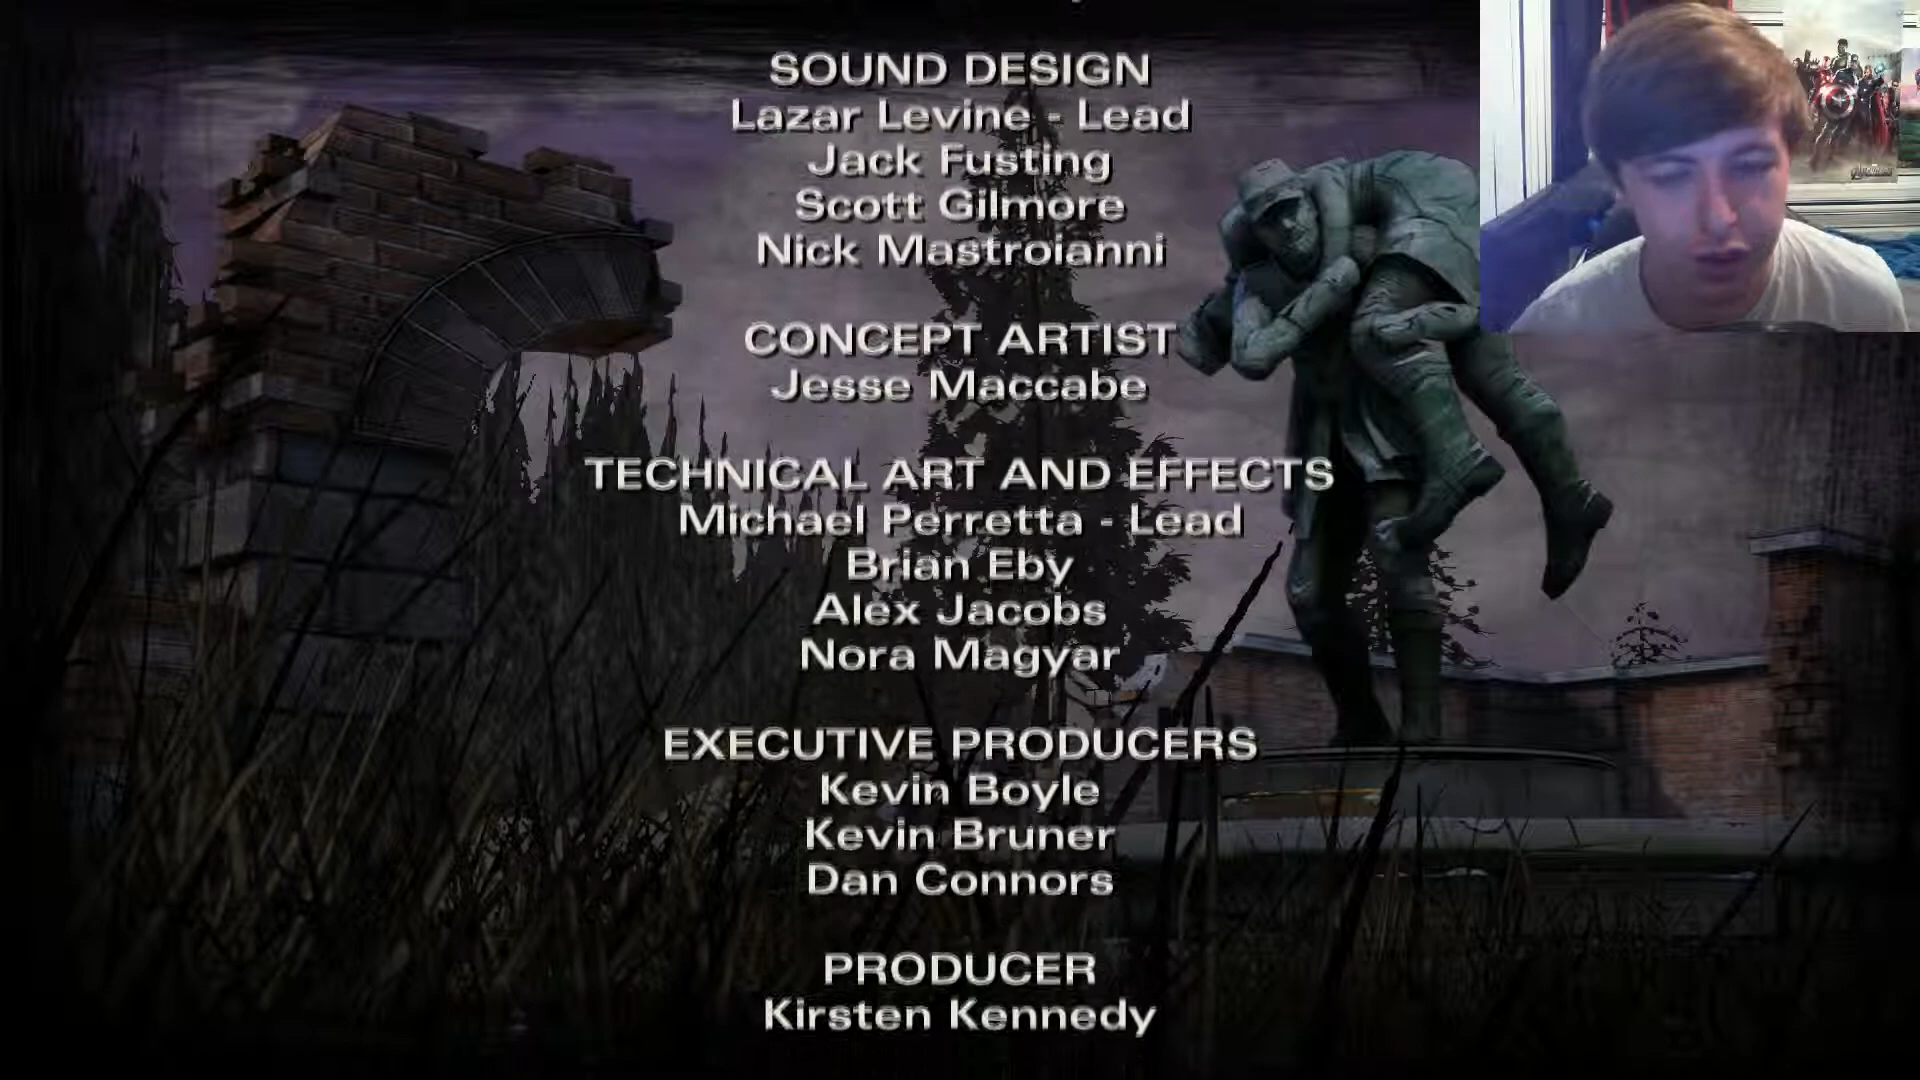 SOUND DESIGN
Lazar Levine - Lead
Jack Fusting
Scott Gilmore
Nick Mastroianni
CONCEPT ARTIST
Jesse Maccabe
TECHNICAL ART AND EFFECTS
Michael Perretta - Lead
Brian Eby
Alex Jacobs
Nora Magyar
EXECUTIVE PRODUCERS
Kevin Boyle
Kevin Bruner
Dan Connors
PRODUCER
Kirsten Kennedy